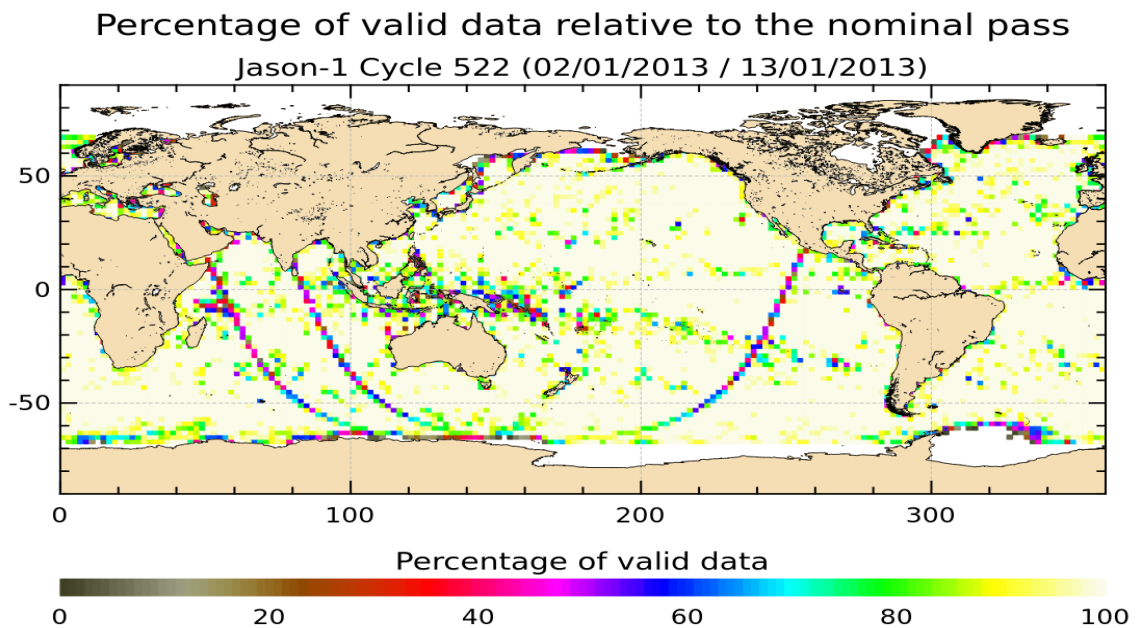 Percentage of valid data relative to the nominal pass
Jason-1 Cycle 522 (02/01/2013 / 13/01/2013)
50
0
-50
0 100 200 300
Percentage of valid data
0 20 40 60 80 100